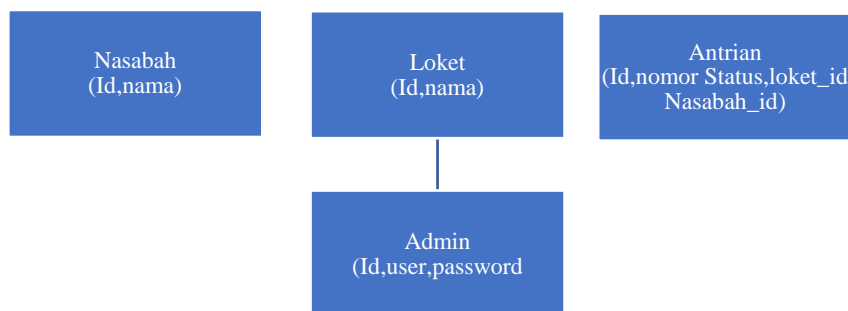 Nasabah
(Id,nama)
Loket
(Id,nama)
Antrian
(Id,nomor Status,loket_id
Nasabah_id)
Admin
(Id,user,password